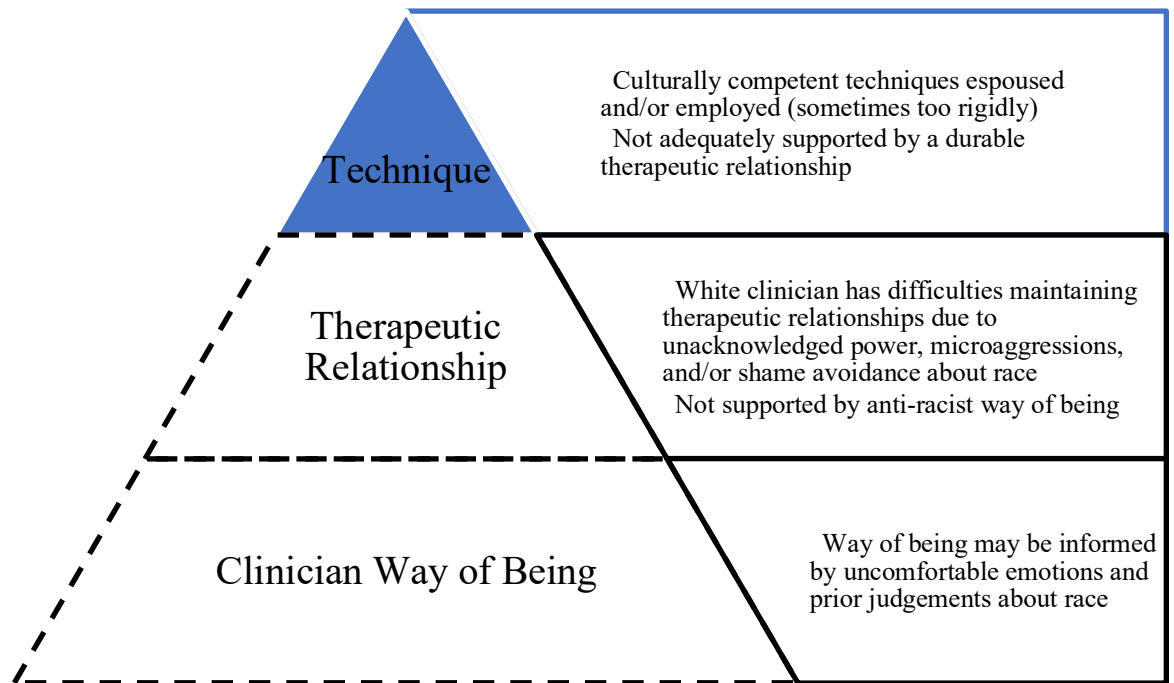 Culturally competent techniques espoused
and/or employed (sometimes too rigidly)
Not adequately supported by a durable
therapeutic relationship
Technique
White clinician has difficulties maintaining
therapeutic relationships due to
unacknowledged power, microaggressions,
and/or shame avoidance about race
Not supported by anti-racist way of being
Therapeutic
Relationship
Way of being may be informed
by uncomfortable emotions and
prior judgements about race
Clinician Way of Being